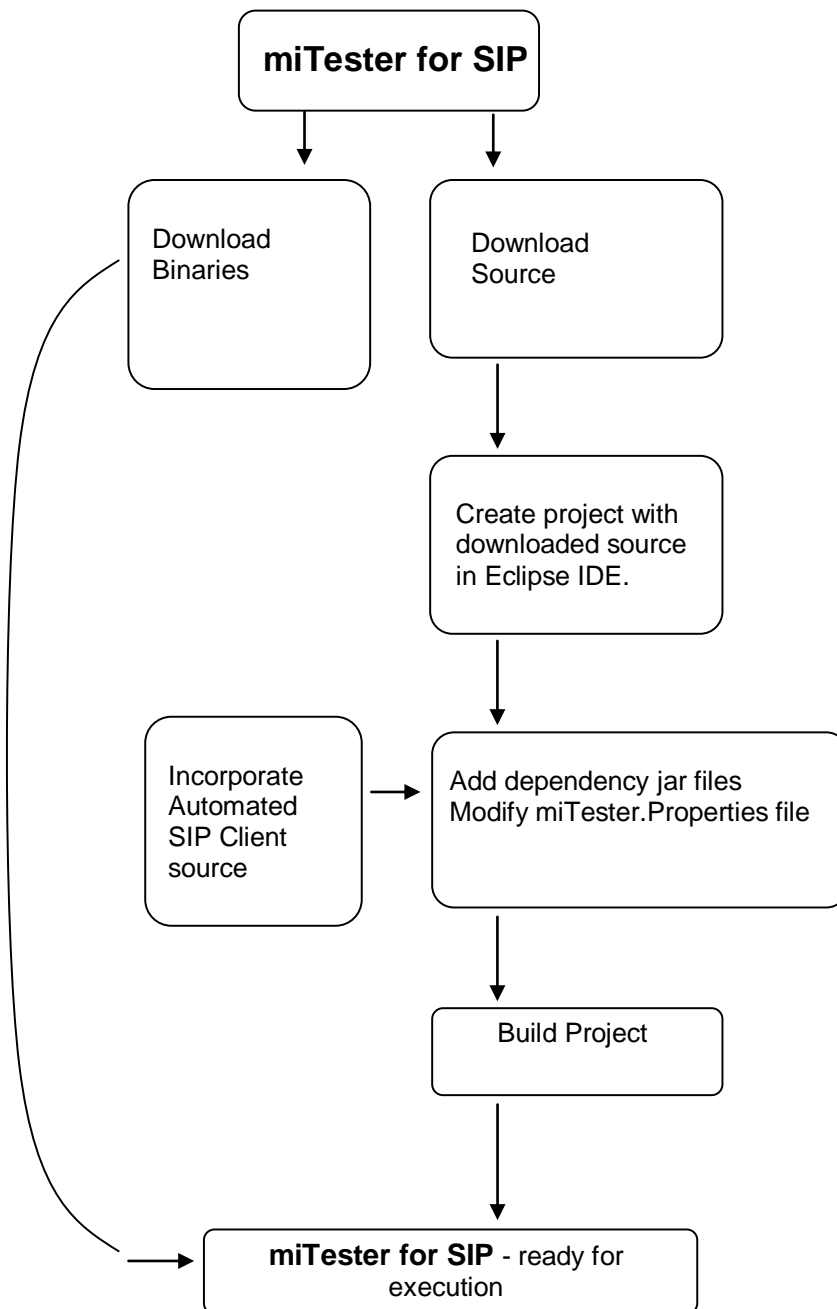 miTester for SIP
Download
Binaries
Download
Source
Create project with
downloaded source
in Eclipse IDE.
Incorporate
Automated
SIP Client
source
Add dependency jar files
Modify miTester.Properties file
Build Project
miTester for SIP - ready for
execution